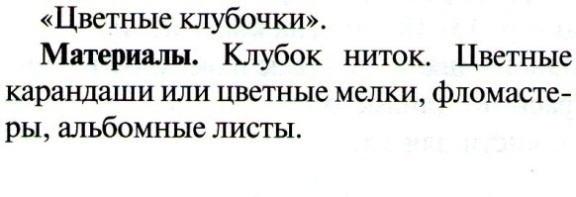 «Цветные клубочки».
Материалы. Клубок ниток. Цветные
карандаши или цветные мелки, фломасте-
ры, альбомные листы.